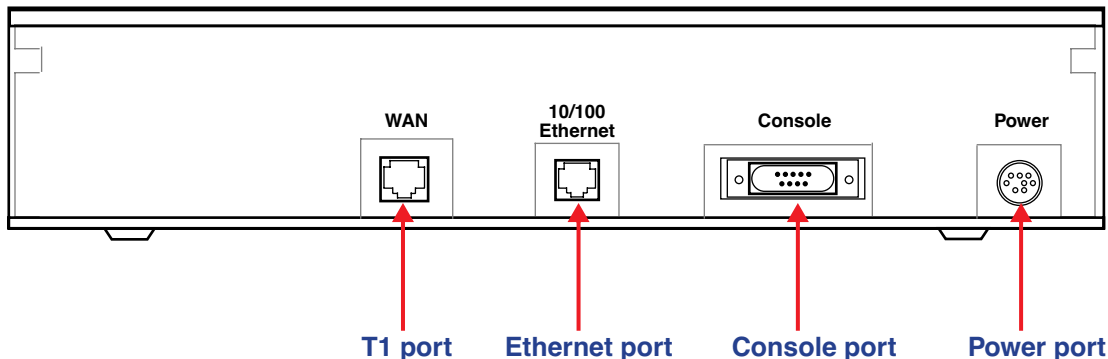 WAN
10/100
Ethernet
Console
Power
T1 port
Ethernet port
Console port
Power port